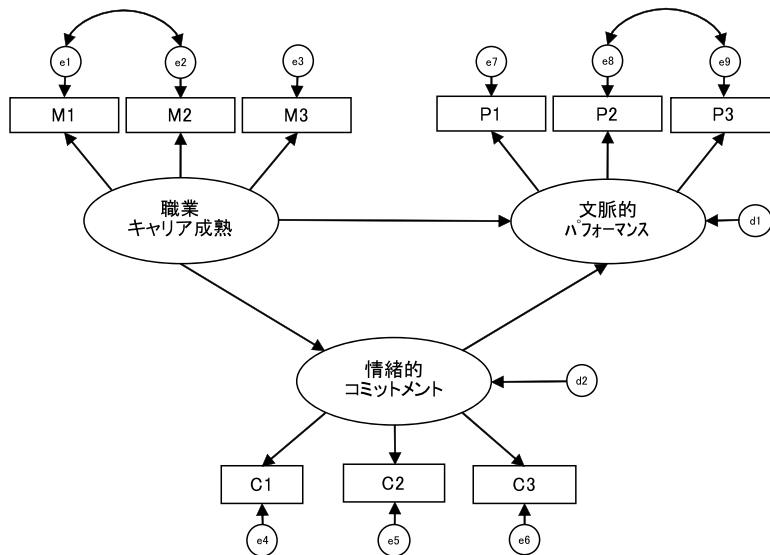 e1
e2
e3
e7
e8
e9
M1
M2
M3
P1
P2
P3
職業
キャリア成熟
文脈的
パフォーマンス
d1
情緒的
コミットメント
d2
C1
C2
C3
e4
e5
e6